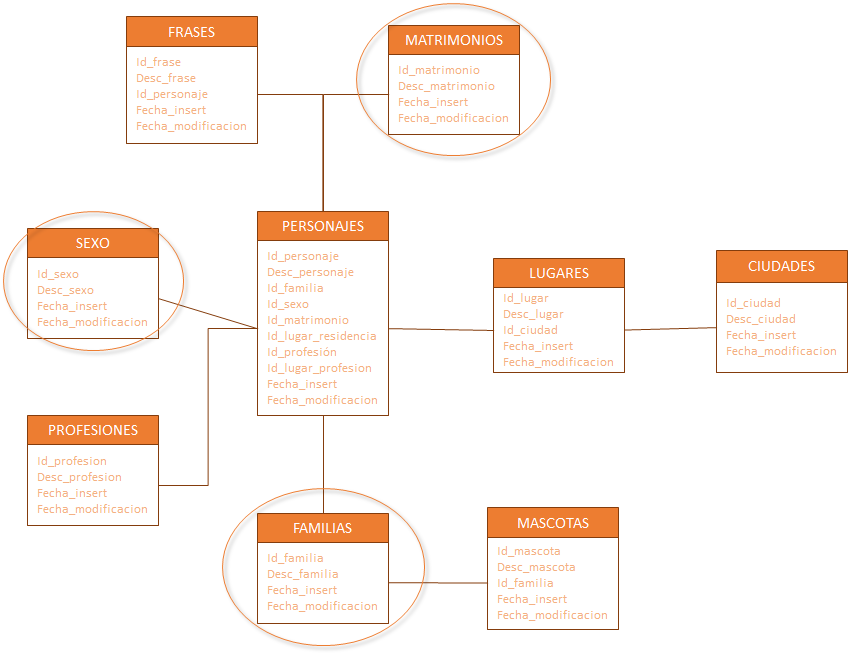 FRASES
Id_frase
Desc_frase
Id_personaje
Fecha_insert
Fecha_modificacion
MATRIMONIOS
Id_matrimonio
Desc_matrimonio
Fecha_insert
Fecha_modificacion
SEXO
Id_sexo
Desc_sexo
Fecha_insert
Fecha_modificacion
PERSONAJES
Id_personaje
Desc_personaje
Id_familia
Id_sexo
Id_matrimonio
Id_lugar_residencia
Id_profesión
Id_lugar_profesion
Fecha_insert
Fecha_modificacion
LUGARES
Id_lugar
Desc_lugar
Id_ciudad
Fecha_insert
Fecha_modificacion
CIUDADES
Id_ciudad
Desc_ciudad
Fecha_insert
Fecha_modificacion
PROFESIONES
Id_profesion
Desc_profesion
Fecha_insert
Fecha_modificacion
FAMILIAS
Id_familia
Desc_familia
Fecha_insert
Fecha_modificacion
MASCOTAS
Id_mascota
Desc_mascota
Id_familia
Fecha_insert
Fecha_modificacion